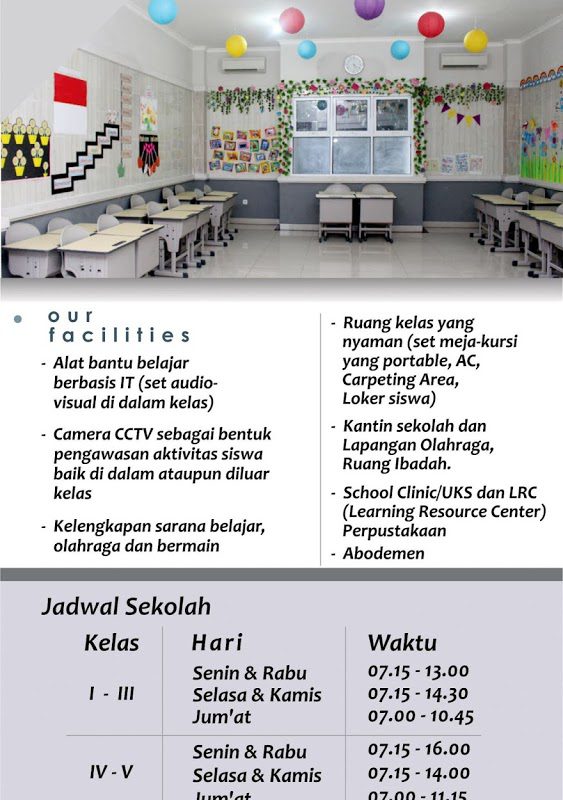 our
facilities
- Alat bantu belajar
berbasis IT (set audio-
visual di dalam kelas)
- Camera CCTV sebagai bentuk
pengawasan aktivitas siswa
baik di dalam ataupun diluar
kelas
- Kelengkapan sarana belajar,
olahraga dan bermain
- Ruang kelas yang
nyaman (set meja-kursi
yang portable, AC,
Carpeting Area,
Loker siswa)
- Kantin sekolah dan
Lapangan Olahraga,
Ruang Ibadah.
- School Clinic/UKS dan LRC
(Learning Resource Center)
Perpustakaan
- Abodemen
Jadwal Sekolah
Kelas Hari Waktu
I - III
Senin & Rabu 07.15 - 13.00
Selasa & Kamis 07.15 - 14.30
Jum'at 07.00 - 10.45
IV - V
Senin & Rabu 07.15 - 16.00
Selasa & Kamis 07.15 - 14.00
Jum'at 07.00 - 11.15